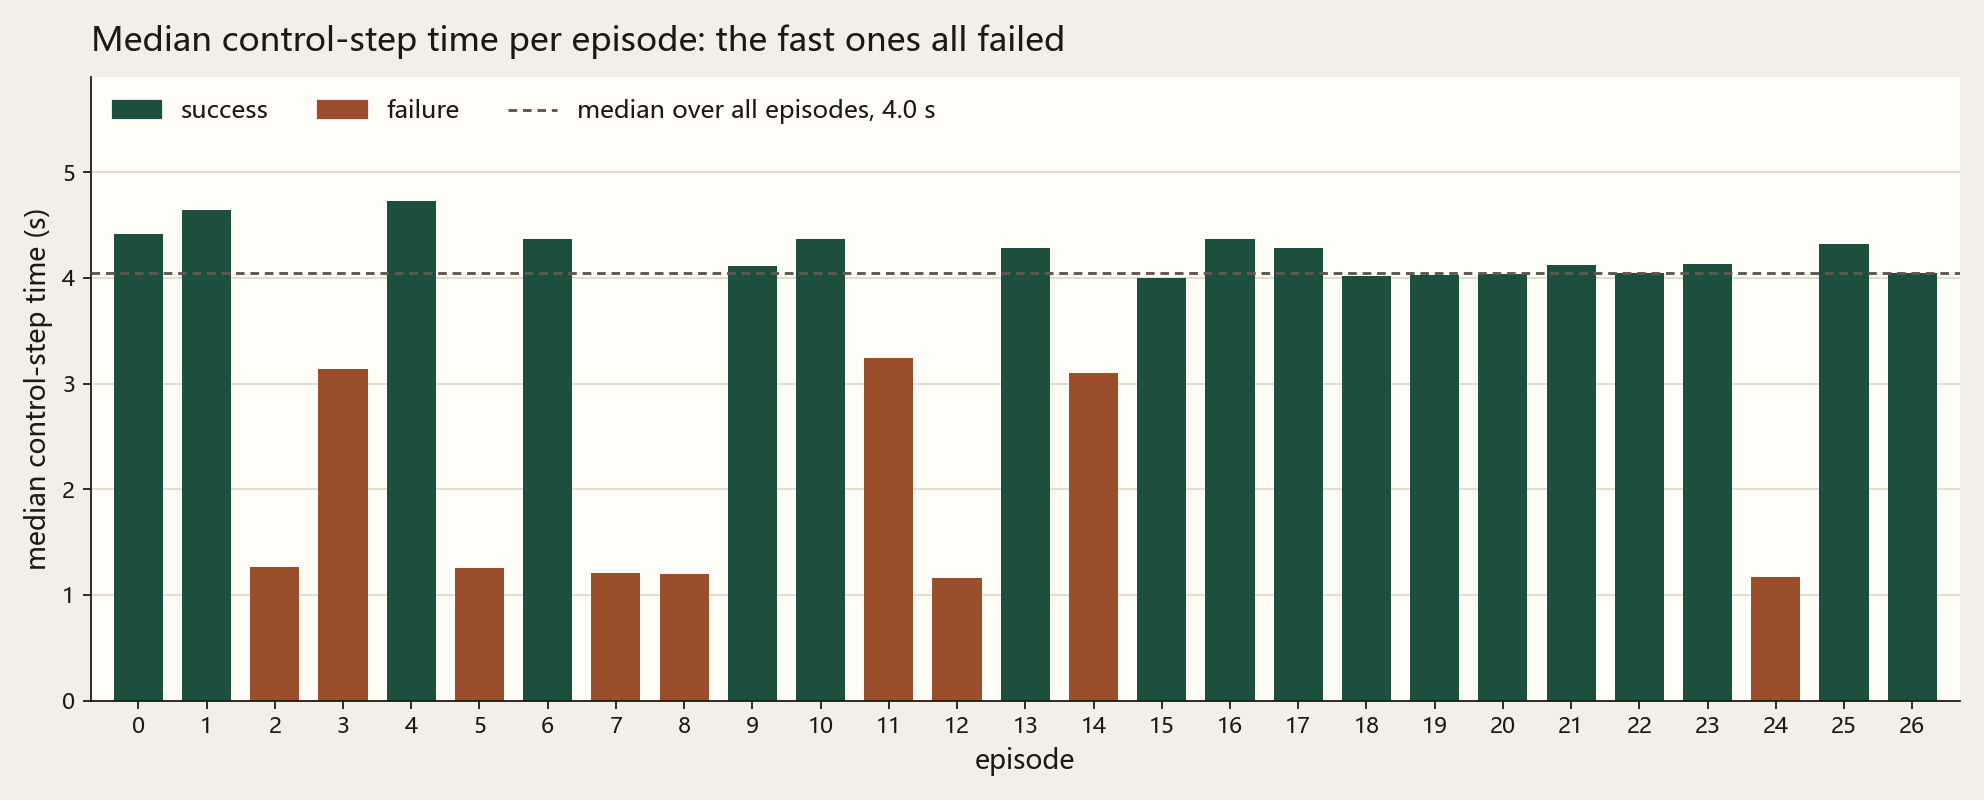 Median control-step time per episode: the fast ones all failed
success failure median over all episodes, 4.0 s
median control-step time (s)
5
4
3
2
1
0
0 1 2 3 4 5 6 7 8 9 10 11 12 13 14 15 16 17 18 19 20 21 22 23 24 25 26
episode